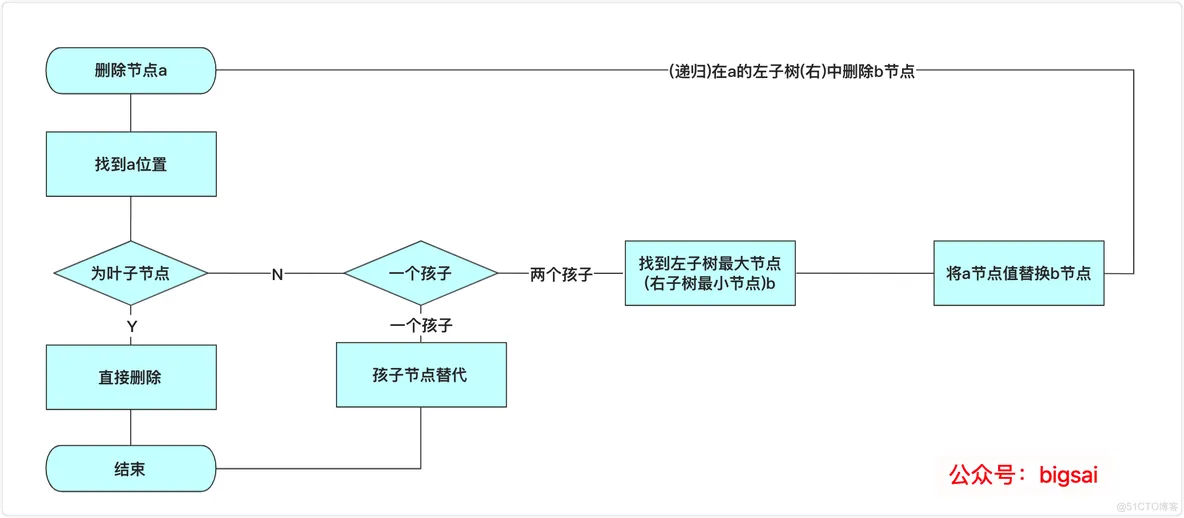 删除节点a
(递归)在a的左子树(右)中删除b节点
找到a位置
为叶子节点
N
一个孩子
两个孩子
找到左子树最大节点
(右子树最小节点)b
将a节点值替换b节点
Y
一个孩子
直接删除
孩子节点替代
结束
公众号：bigsai
@51CTO博客